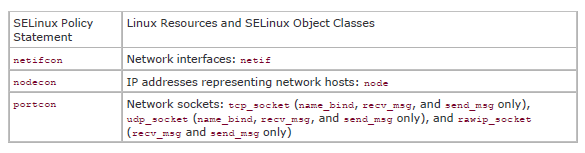 SELinux Policy Statement
Linux Resources and SELinux Object Classes
netifcon
Network interfaces: netif
nodecon
IP addresses representing network hosts: node
portcon
Network sockets: tcp_socket (name_bind, recv_msg, and send_msg only),
udp_socket (name_bind, recv_msg, and send_msg only), and rawip_socket
(recv_msg and send_msg only)